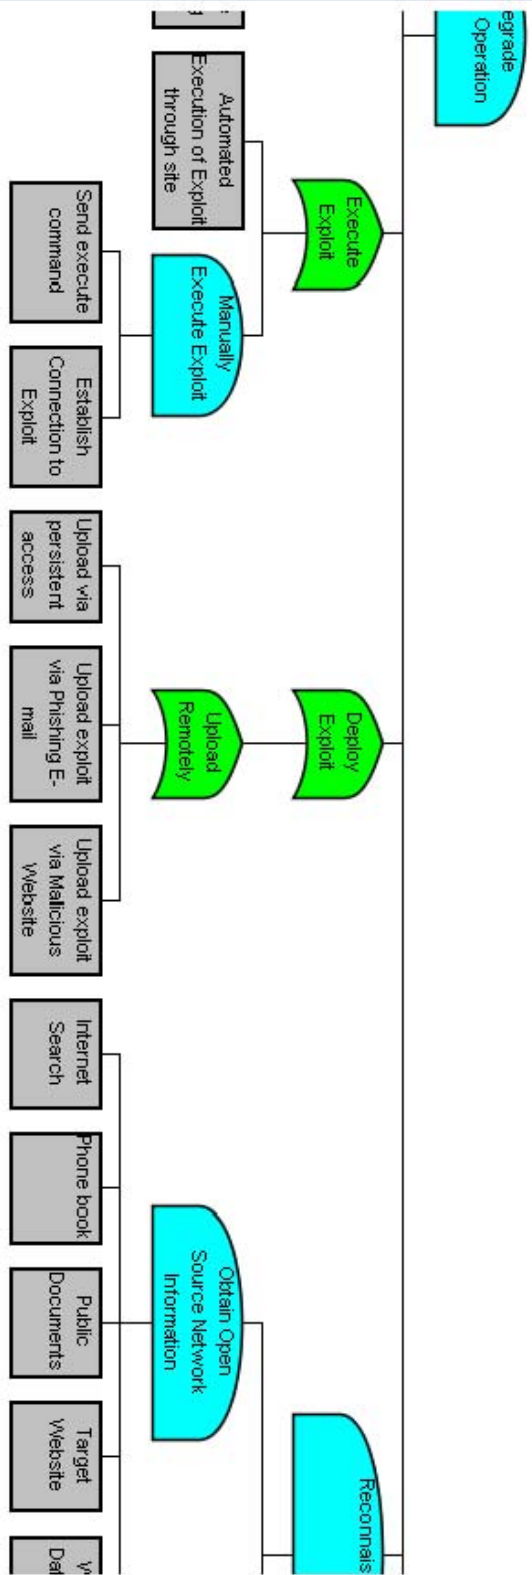 egrade
Operation
Execute
Exploit
Deploy
Exploit
Reconnais
Automated
Execution of Exploit
through site
Manually
Execute Exploit
Upload
Remotely
Obtain Open
Source Network
Information
Send execute
command
Establish
Connection to
Exploit
Upload via
persistent
access
Upload exploit
via Phishing E-
mail
Upload exploit
via Malicious
Website
Internet
Search
Phone book
Public
Documents
Target
Website
Dat